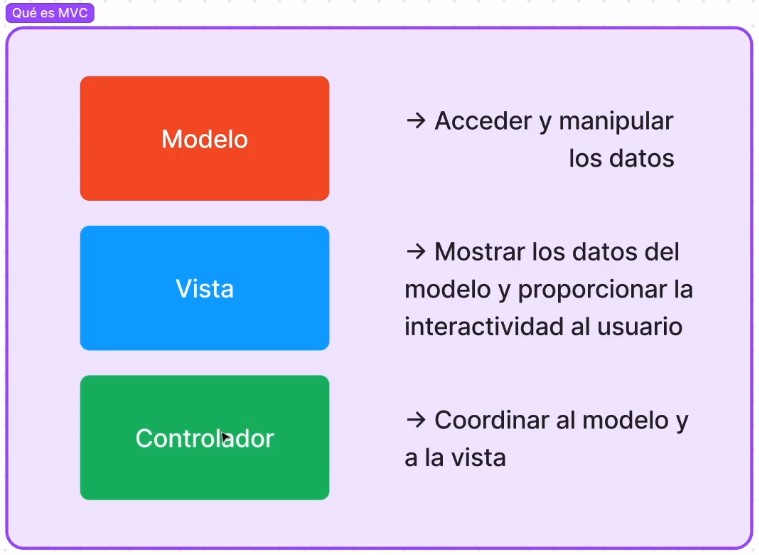 Qué es MVC
Modelo
→ Acceder y manipular
los datos
Vista
→ Mostrar los datos del
modelo y proporcionar la
interactividad al usuario
Controlador
→ Coordinar al modelo y
a la vista